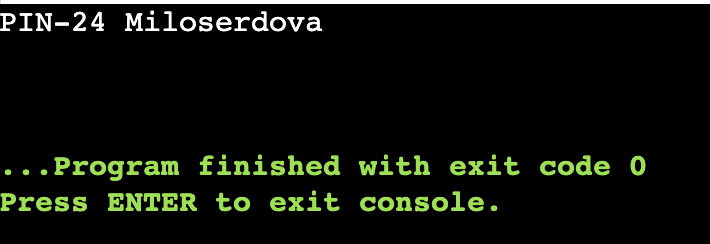 PIN-24 Miloserdova
...Program finished with exit code 0
Press ENTER to exit console.